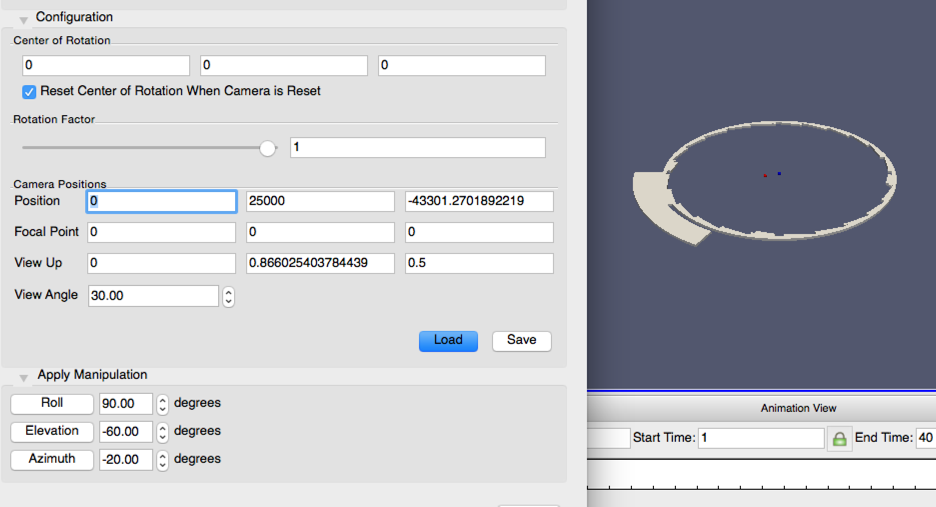 Configuration
Center of Rotation
0 0 0
Reset Center of Rotation When Camera is Reset
Rotation Factor
1
Camera Positions
Position 0 25000 -43301.2701892219
Focal Point 0 0 0
View Up 0 0.866025403784439 0.5
View Angle 30.00
Load Save
Apply Manipulation
Roll 90.00 degrees
Elevation -60.00 degrees
Azimuth -20.00 degrees
Animation View
Start Time: 1 End Time: 40